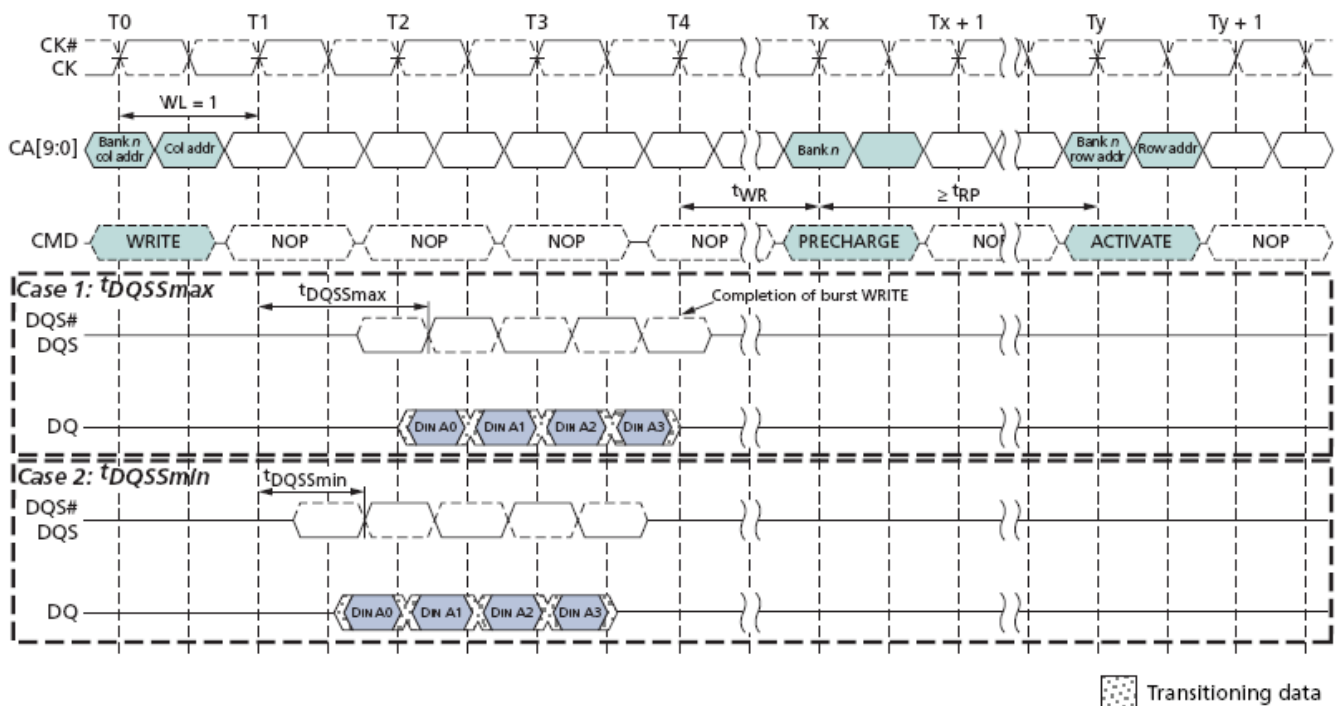 T0 T1 T2 T3 T4 Tx Tx + 1 Ty Ty + 1
CK#
CK
WL = 1
CA[9:0] Bank n col addr Col addr Bank n Bank n row addr Row addr
tWR ≥ tRP
CMD WRITE NOP NOP NOP NOP PRECHARGE NOP ACTIVATE NOP
Case 1: tDQSSmax
tDQSSmax Completion of burst WRITE
DQS#
DQS
DQ DIN A0 DIN A1 DIN A2 DIN A3
Case 2: tDQSSmin
tDQSSmin
DQS#
DQS
DQ DIN A0 DIN A1 DIN A2 DIN A3
Transitioning data